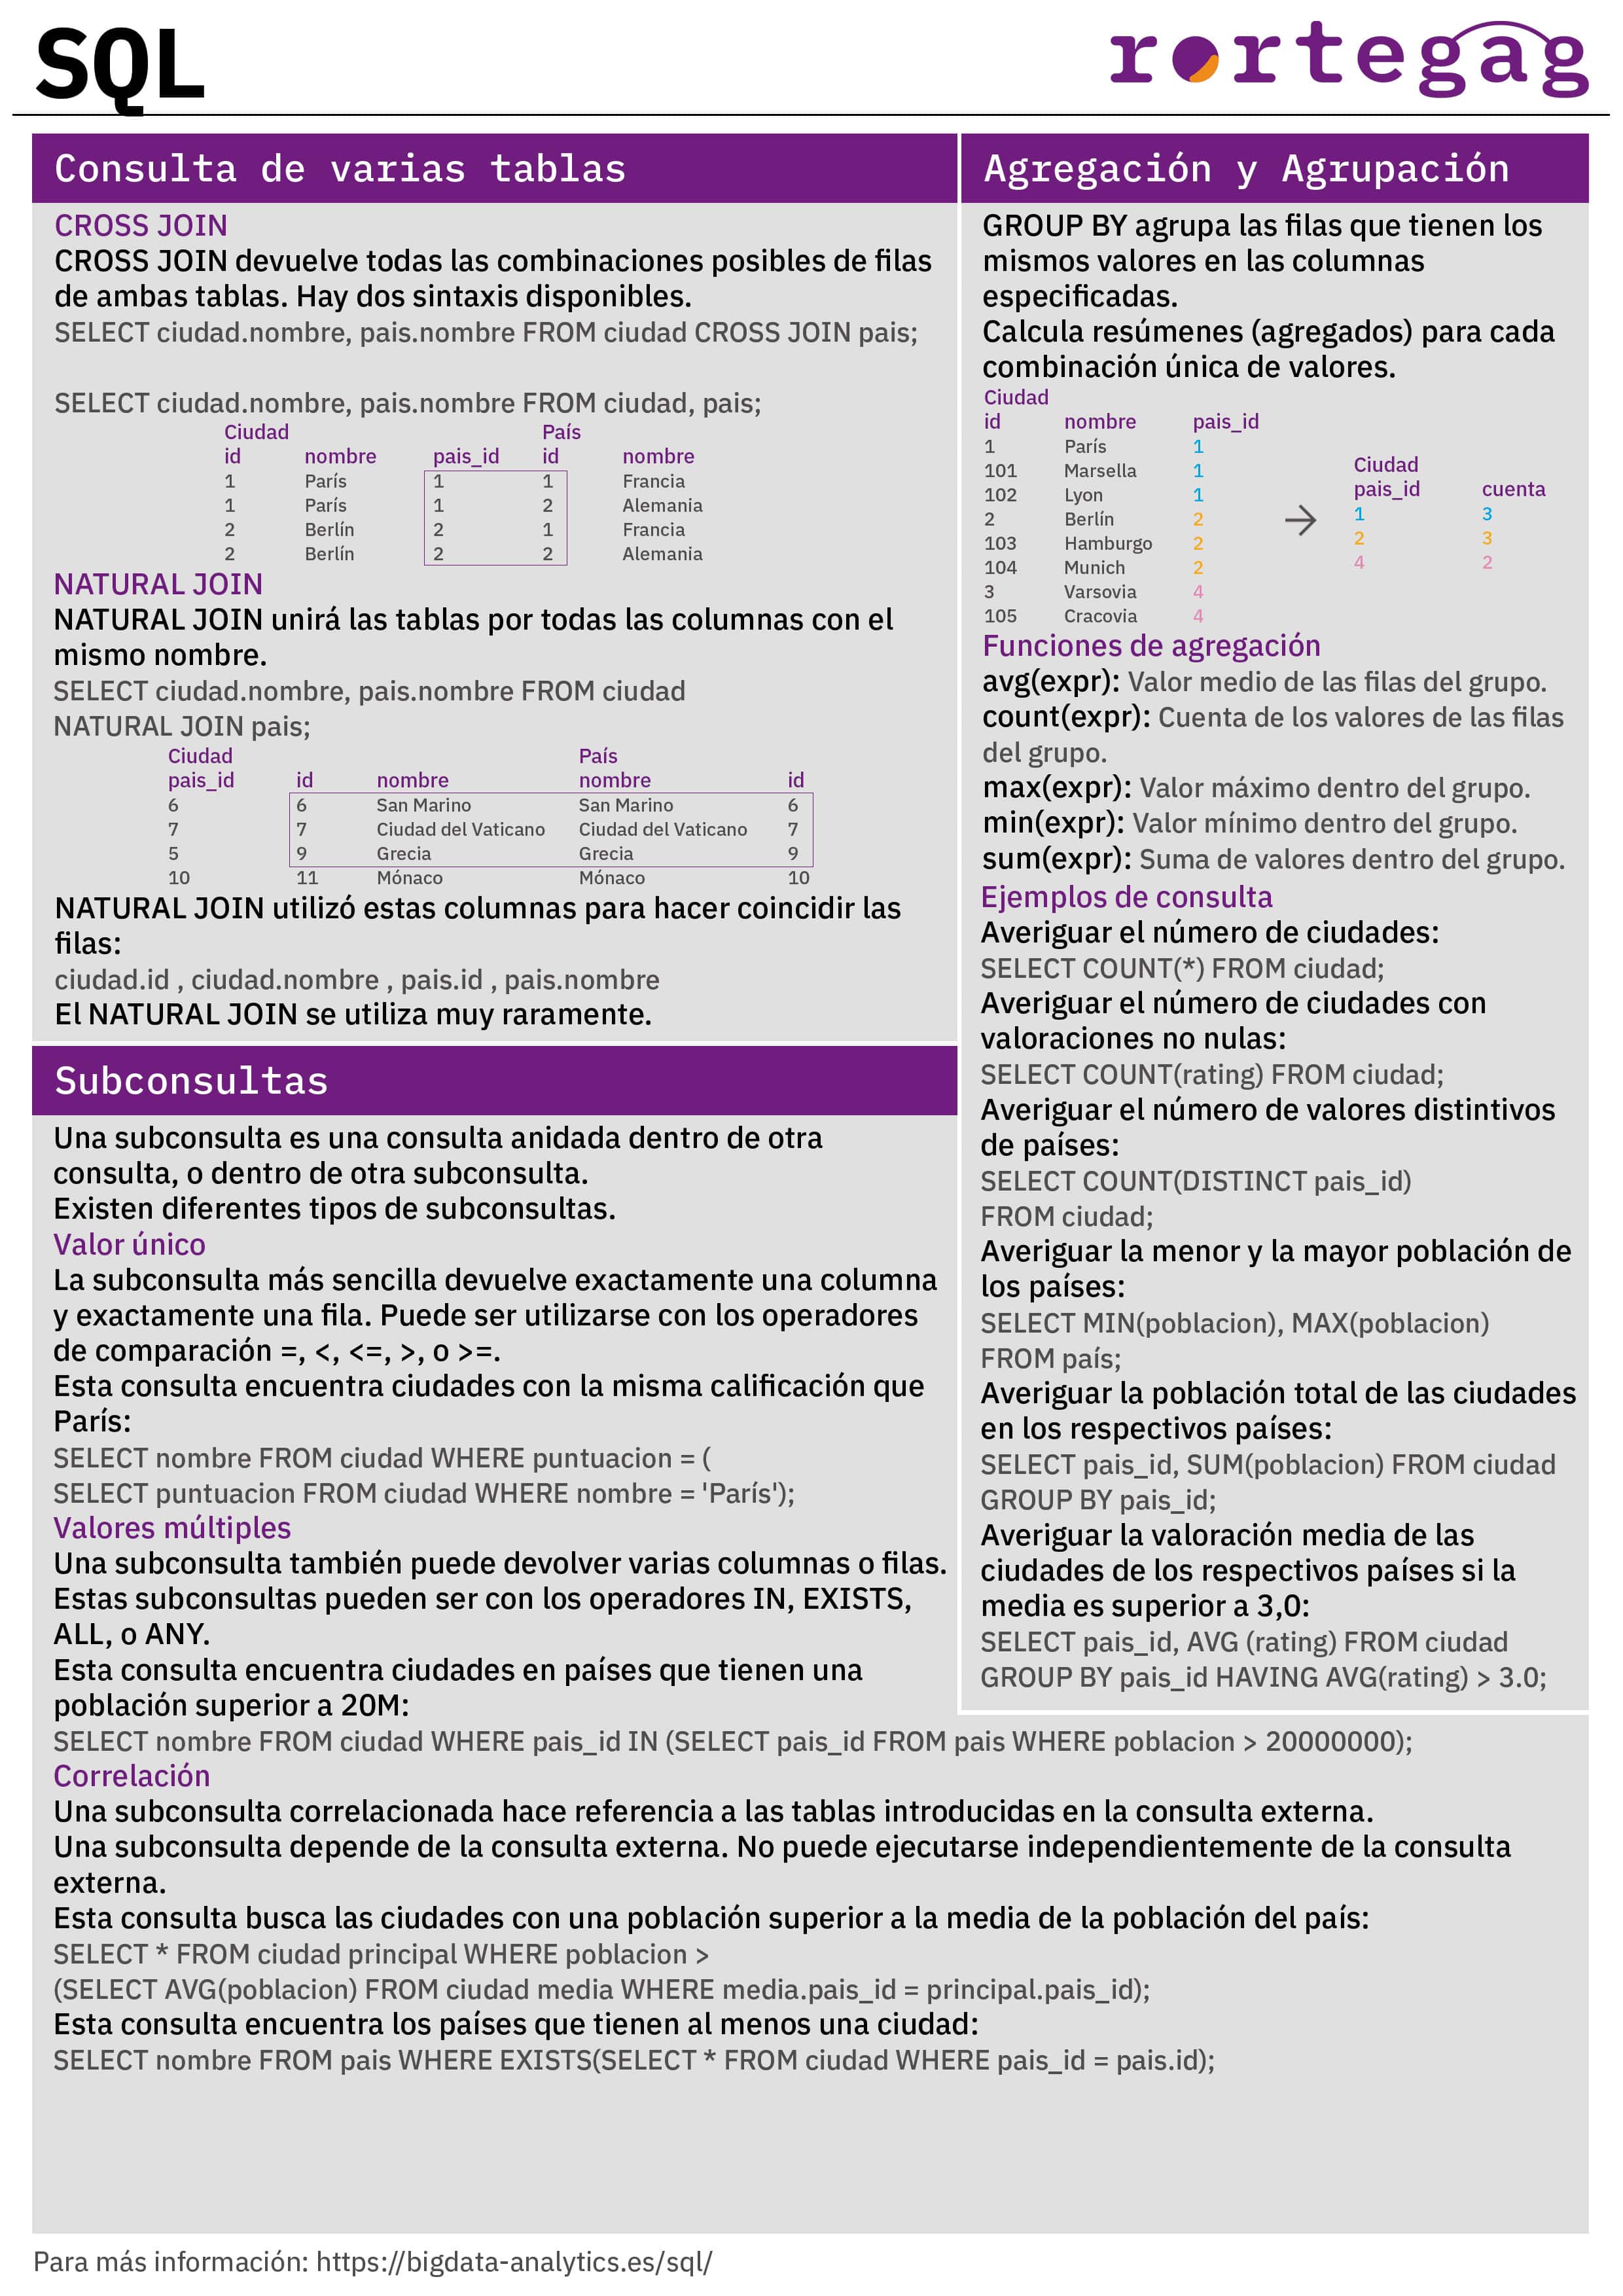 SQL
rortegag
Consulta de varias tablas
CROSS JOIN
CROSS JOIN devuelve todas las combinaciones posibles de filas
de ambas tablas. Hay dos sintaxis disponibles.
SELECT ciudad.nombre, pais.nombre FROM ciudad CROSS JOIN pais;
SELECT ciudad.nombre, pais.nombre FROM ciudad, pais;
Ciudad País
id nombre pais_id id nombre
1 París 1 1 Francia
1 París 1 2 Alemania
2 Berlín 2 1 Francia
2 Berlín 2 2 Alemania
NATURAL JOIN
NATURAL JOIN unirá las tablas por todas las columnas con el
mismo nombre.
SELECT ciudad.nombre, pais.nombre FROM ciudad
NATURAL JOIN pais;
Ciudad País
pais_id id nombre nombre id
6 6 San Marino San Marino 6
7 7 Ciudad del Vaticano Ciudad del Vaticano 7
5 9 Grecia Grecia 9
10 11 Mónaco Mónaco 10
NATURAL JOIN utilizó estas columnas para hacer coincidir las
filas:
ciudad.id , ciudad.nombre , pais.id , pais.nombre
El NATURAL JOIN se utiliza muy raramente.
Agregación y Agrupación
GROUP BY agrupa las filas que tienen los
mismos valores en las columnas
especificadas.
Calcula resúmenes (agregados) para cada
combinación única de valores.
Ciudad
id nombre pais_id
1 París 1
101 Marsella 1
102 Lyon 1
2 Berlín 2
103 Hamburgo 2
104 Munich 2
3 Varsovia 4
105 Cracovia 4
→
Ciudad
pais_id cuenta
1 3
2 3
4 2
Funciones de agregación
avg(expr): Valor medio de las filas del grupo.
count(expr): Cuenta de los valores de las filas
del grupo.
max(expr): Valor máximo dentro del grupo.
min(expr): Valor mínimo dentro del grupo.
sum(expr): Suma de valores dentro del grupo.
Ejemplos de consulta
Averiguar el número de ciudades:
SELECT COUNT(*) FROM ciudad;
Averiguar el número de ciudades con
valoraciones no nulas:
SELECT COUNT(rating) FROM ciudad;
Averiguar el número de valores distintivos
de países:
SELECT COUNT(DISTINCT pais_id)
FROM ciudad;
Averiguar la menor y la mayor población de
los países:
SELECT MIN(poblacion), MAX(poblacion)
FROM país;
Averiguar la población total de las ciudades
en los respectivos países:
SELECT pais_id, SUM(poblacion) FROM ciudad
GROUP BY pais_id;
Averiguar la valoración media de las
ciudades de los respectivos países si la
media es superior a 3,0:
SELECT pais_id, AVG (rating) FROM ciudad
GROUP BY pais_id HAVING AVG(rating) > 3.0;
Subconsultas
Una subconsulta es una consulta anidada dentro de otra
consulta, o dentro de otra subconsulta.
Existen diferentes tipos de subconsultas.
Valor único
La subconsulta más sencilla devuelve exactamente una columna
y exactamente una fila. Puede ser utilizarse con los operadores
de comparación =, <, <=, >, o >=.
Esta consulta encuentra ciudades con la misma calificación que
París:
SELECT nombre FROM ciudad WHERE puntuacion = (
SELECT puntuacion FROM ciudad WHERE nombre = 'París');
Valores múltiples
Una subconsulta también puede devolver varias columnas o filas.
Estas subconsultas pueden ser con los operadores IN, EXISTS,
ALL, o ANY.
Esta consulta encuentra ciudades en países que tienen una
población superior a 20M:
SELECT nombre FROM ciudad WHERE pais_id IN (SELECT pais_id FROM pais WHERE poblacion > 20000000);
Correlación
Una subconsulta correlacionada hace referencia a las tablas introducidas en la consulta externa.
Una subconsulta depende de la consulta externa. No puede ejecutarse independientemente de la consulta
externa.
Esta consulta busca las ciudades con una población superior a la media de la población del país:
SELECT * FROM ciudad principal WHERE poblacion >
(SELECT AVG(poblacion) FROM ciudad media WHERE media.pais_id = principal.pais_id);
Esta consulta encuentra los países que tienen al menos una ciudad:
SELECT nombre FROM pais WHERE EXISTS(SELECT * FROM ciudad WHERE pais_id = pais.id);
Para más información: https://bigdata-analytics.es/sql/